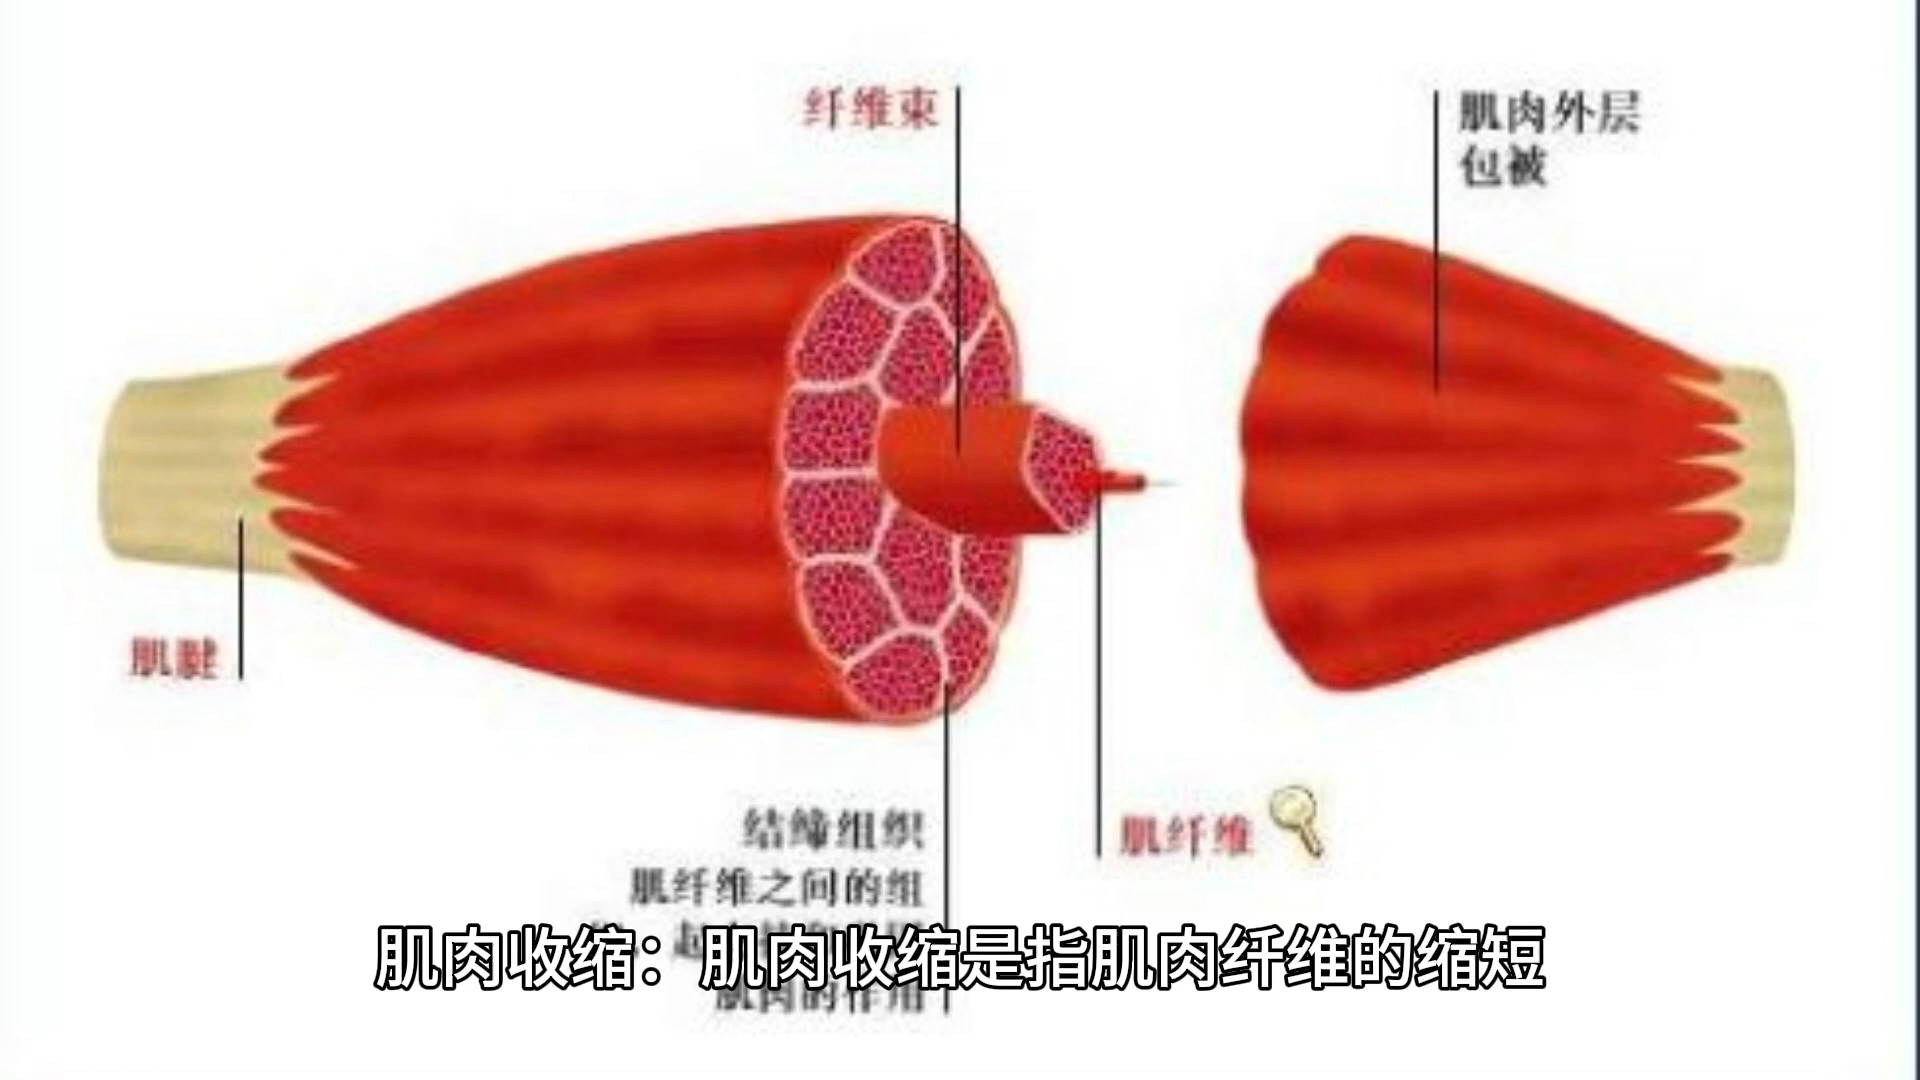 纤维束
肌肉外层
包被
肌腱
结缔组织
肌纤维之间的组
肌纤维
肌肉收缩：肌肉收缩是指肌肉纤维的缩短
肌肉的作用